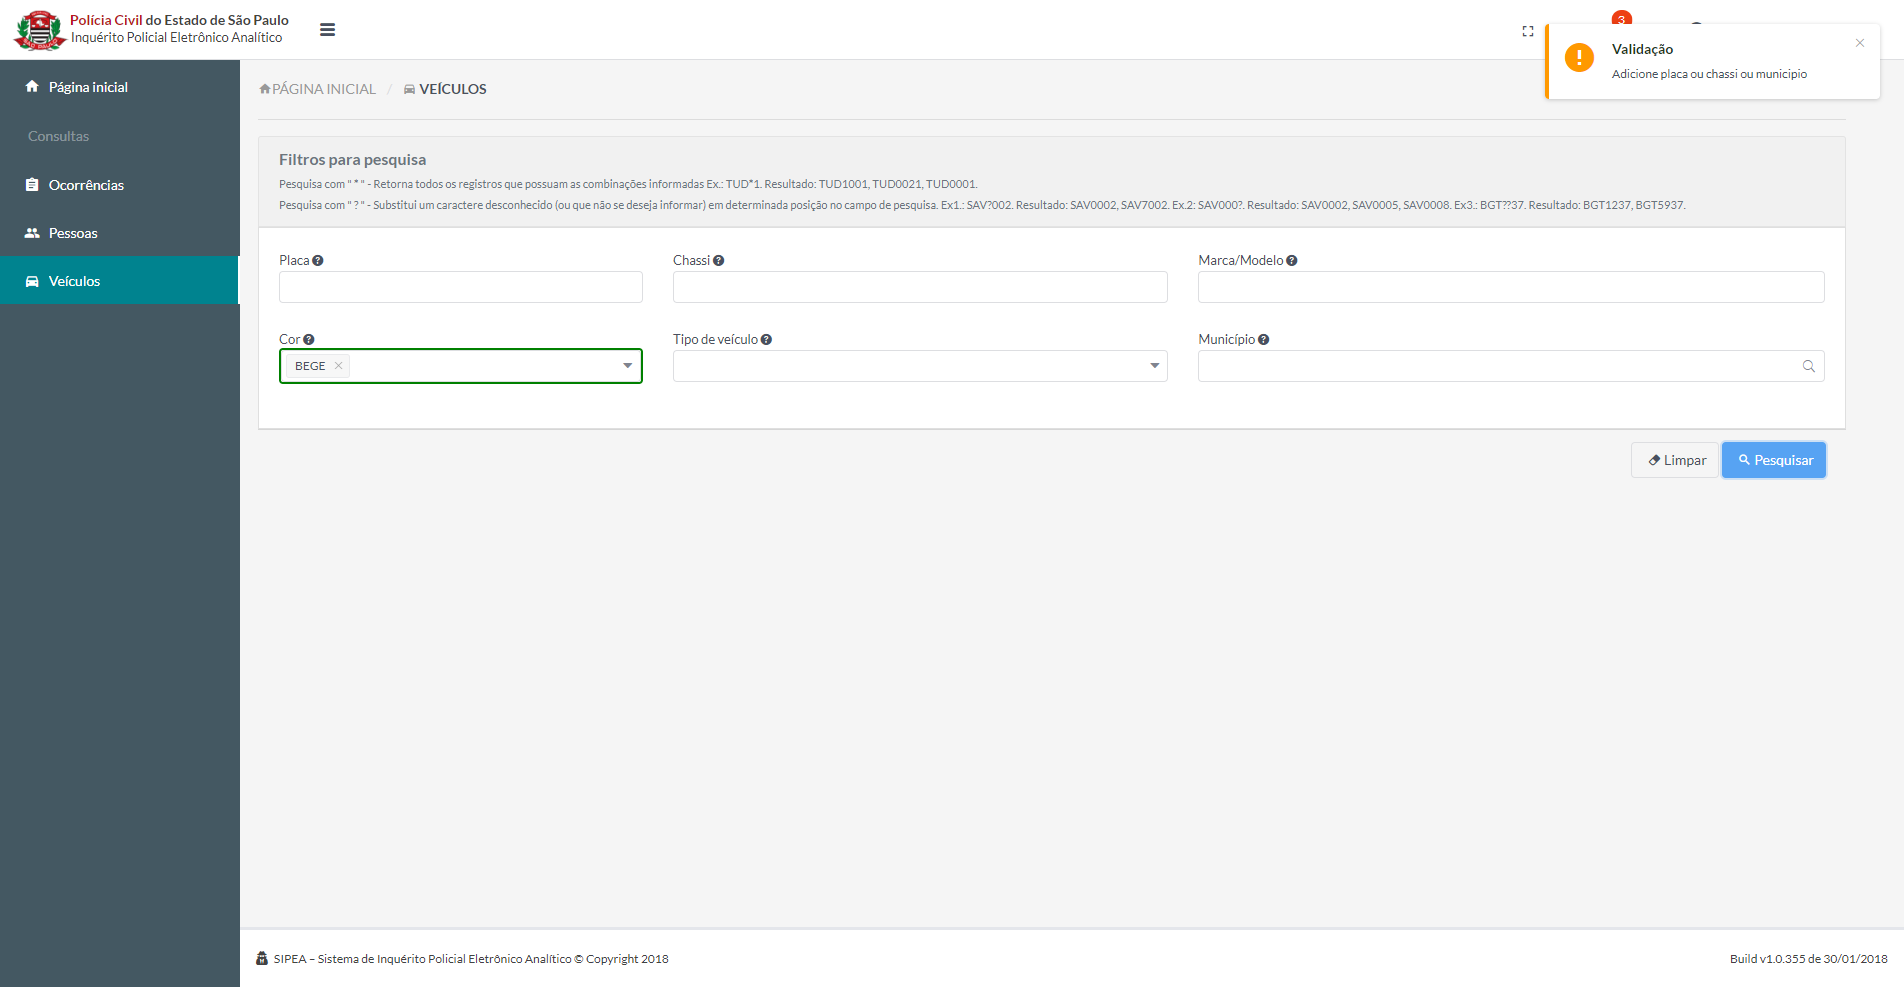 Polícia Civil do Estado de São Paulo
Inquérito Policial Eletrônico Analítico
3
Validação
Adicione placa ou chassi ou municipio
Página inicial
Consultas
Ocorrências
Pessoas
Veículos
PÁGINA INICIAL / VEÍCULOS
Filtros para pesquisa
Pesquisa com " * " - Retorna todos os registros que possuam as combinações informadas Ex.: TUD*1. Resultado: TUD1001, TUD0021, TUD0001.
Pesquisa com " ? " - Substitui um caractere desconhecido (ou que não se deseja informar) em determinada posição no campo de pesquisa. Ex1.: SAV?002. Resultado: SAV0002, SAV7002. Ex.2: SAV000?. Resultado: SAV0002, SAV0005, SAV0008. Ex3.: BGT??37. Resultado: BGT1237, BGT5937.
Placa Chassi Marca/Modelo
Cor Tipo de veículo Município
BEGE
Limpar Pesquisar
SIPEA – Sistema de Inquérito Policial Eletrônico Analítico © Copyright 2018
Build v1.0.355 de 30/01/2018